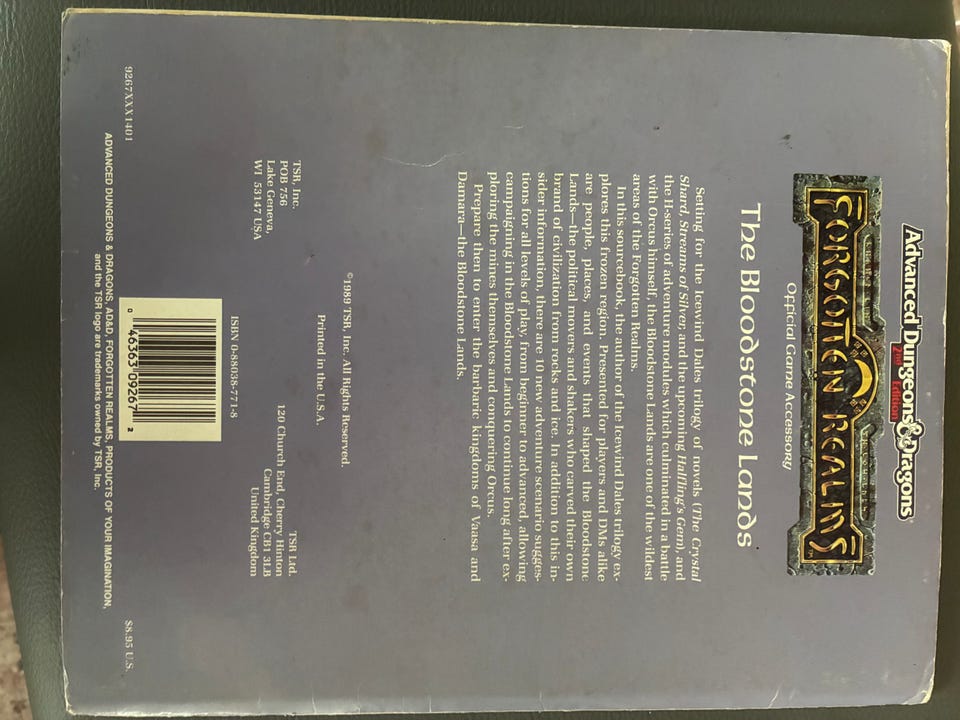 Advanced Dungeons & Dragons®
2nd Edition
FORGOTTEN REALMS
Official Game Accessory
The Bloodstone Lands
Setting for the Icewind Dales trilogy of novels (The Crystal
Shard, Streams of Silver, and the upcoming Halfling's Gem), and
the H-series of adventure modules which culminated in a battle
with Orcus himself, the Bloodstone Lands are one of the wildest
areas of the Forgotten Realms.
In this sourcebook, the author of the Icewind Dales trilogy ex-
plores this frozen region. Presented for players and DMs alike
are people, places, and events that shaped the Bloodstone
Lands—the political movers and shakers who carved their own
brand of civilization from rocks and ice. In addition to this in-
sider information, there are 10 new adventure scenario sugges-
tions for all levels of play, from beginner to advanced, allowing
campaigning in the Bloodstone Lands to continue long after ex-
ploring the mines themselves and conquering Orcus.
Prepare then to enter the barbaric kingdoms of Vaasa and
Damara—the Bloodstone Lands.
©1989 TSR, Inc. All Rights Reserved.
Printed in the U.S.A.
TSR, Inc.
POB 756
Lake Geneva,
WI 53147 USA
TSR Ltd.
120 Church End, Cherry Hinton
Cambridge CB1 3LB
United Kingdom
ISBN 0-88038-771-8
0 46363 09267 2
9267XXX1401
$8.95 U.S.
ADVANCED DUNGEONS & DRAGONS, AD&D, FORGOTTEN REALMS, PRODUCTS OF YOUR IMAGINATION,
and the TSR logo are trademarks owned by TSR, Inc.